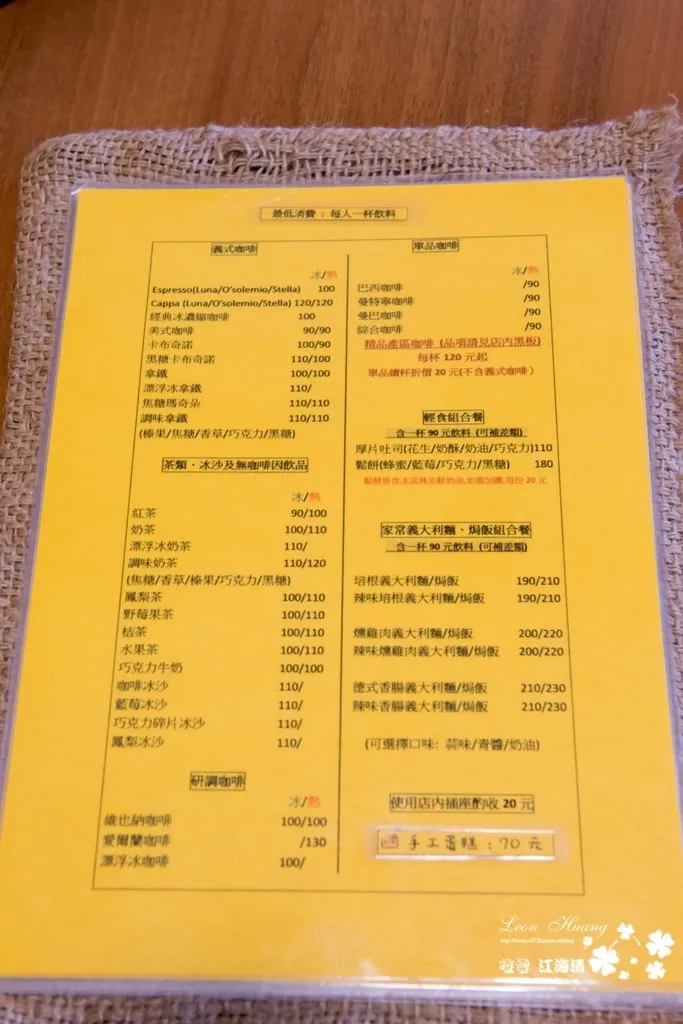 最低消費：每人一杯飲料
義式咖啡
冰/熱
Espresso(Luna/O'solemio/Stella) 100
Cappa (Luna/O'solemio/Stella) 120/120
經典冰濃縮咖啡 100
美式咖啡 90/90
卡布奇諾 100/90
黑糖卡布奇諾 110/100
拿鐵 100/100
漂浮冰拿鐵 110/
焦糖瑪奇朵 110/110
調味拿鐵 110/110
(榛果/焦糖/香草/巧克力/黑糖)
茶類、冰沙及無咖啡因飲品
冰/熱
紅茶 90/100
奶茶 100/110
漂浮冰奶茶 110/
調味奶茶 110/120
(焦糖/香草/榛果/巧克力/黑糖)
鳳梨茶 100/110
野莓果茶 100/110
桔茶 100/110
水果茶 100/110
巧克力牛奶 100/100
咖啡冰沙 110/
藍莓冰沙 110/
巧克力碎片冰沙 110/
鳳梨冰沙 110/
研調咖啡
冰/熱
維也納咖啡 100/100
愛爾蘭咖啡 /130
漂浮冰咖啡 100/
單品咖啡
冰/熱
巴西咖啡 /90
曼特寧咖啡 /90
曼巴咖啡 /90
綜合咖啡 /90
精品產區咖啡 (品項請見店內黑板)
每杯 120 元起
單品續杯折價 20 元(不含義式咖啡)
輕食組合餐
含一杯 90 元飲料 (可補差額)
厚片吐司(花生/奶酥/奶油/巧克力)110
鬆餅(蜂蜜/藍莓/巧克力/黑糖) 180
鬆餅皆含冰淇淋及鮮奶油,如需加購,每份 20 元
家常義大利麵、焗飯組合餐
含一杯 90 元飲料 (可補差額)
培根義大利麵/焗飯 190/210
辣味培根義大利麵/焗飯 190/210
燻雞肉義大利麵/焗飯 200/220
辣味燻雞肉義大利麵/焗飯 200/220
德式香腸義大利麵/焗飯 210/230
辣味香腸義大利麵/焗飯 210/230
(可選擇口味: 蒜味/青醬/奶油)
使用店內插座酌收 20 元
手工蛋糕：70 元
Leon Huang
江海清